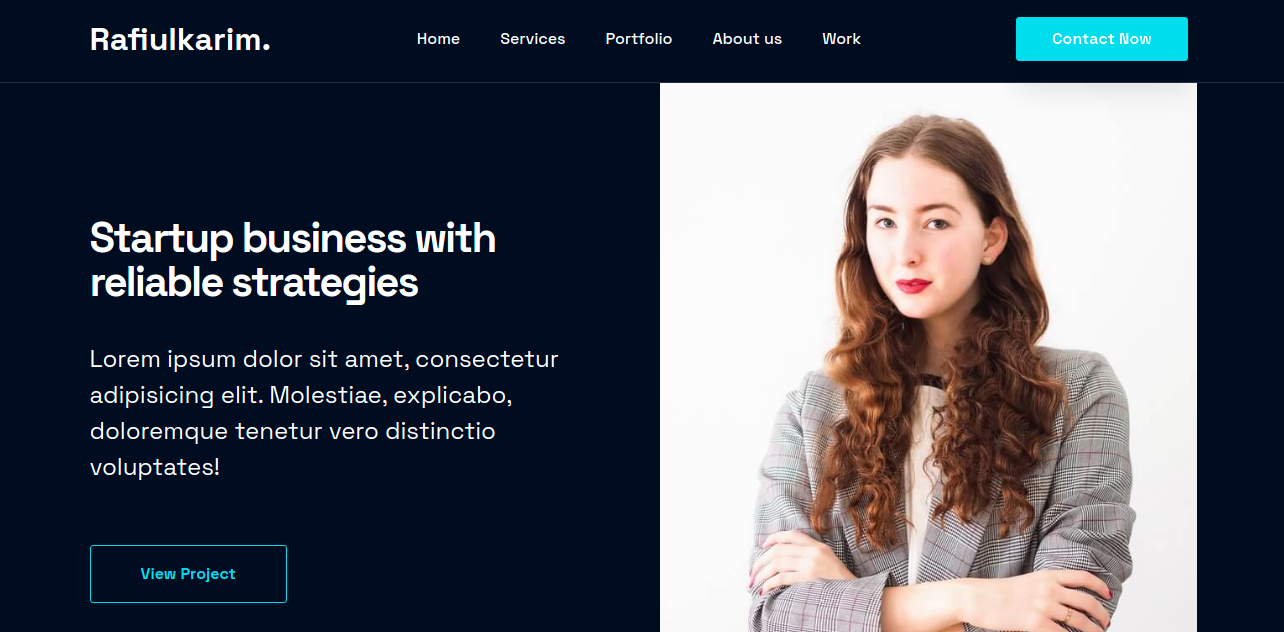 Rafiulkarim.
Home Services Portfolio About us Work
Contact Now
Startup business with
reliable strategies
Lorem ipsum dolor sit amet, consectetur
adipisicing elit. Molestiae, explicabo,
doloremque tenetur vero distinctio
voluptates!
View Project